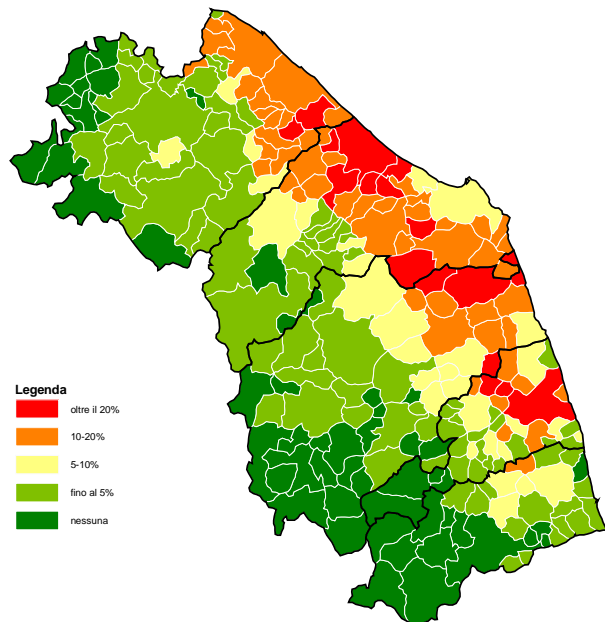 Legenda
oltre il 20%
10-20%
5-10%
fino al 5%
nessuna